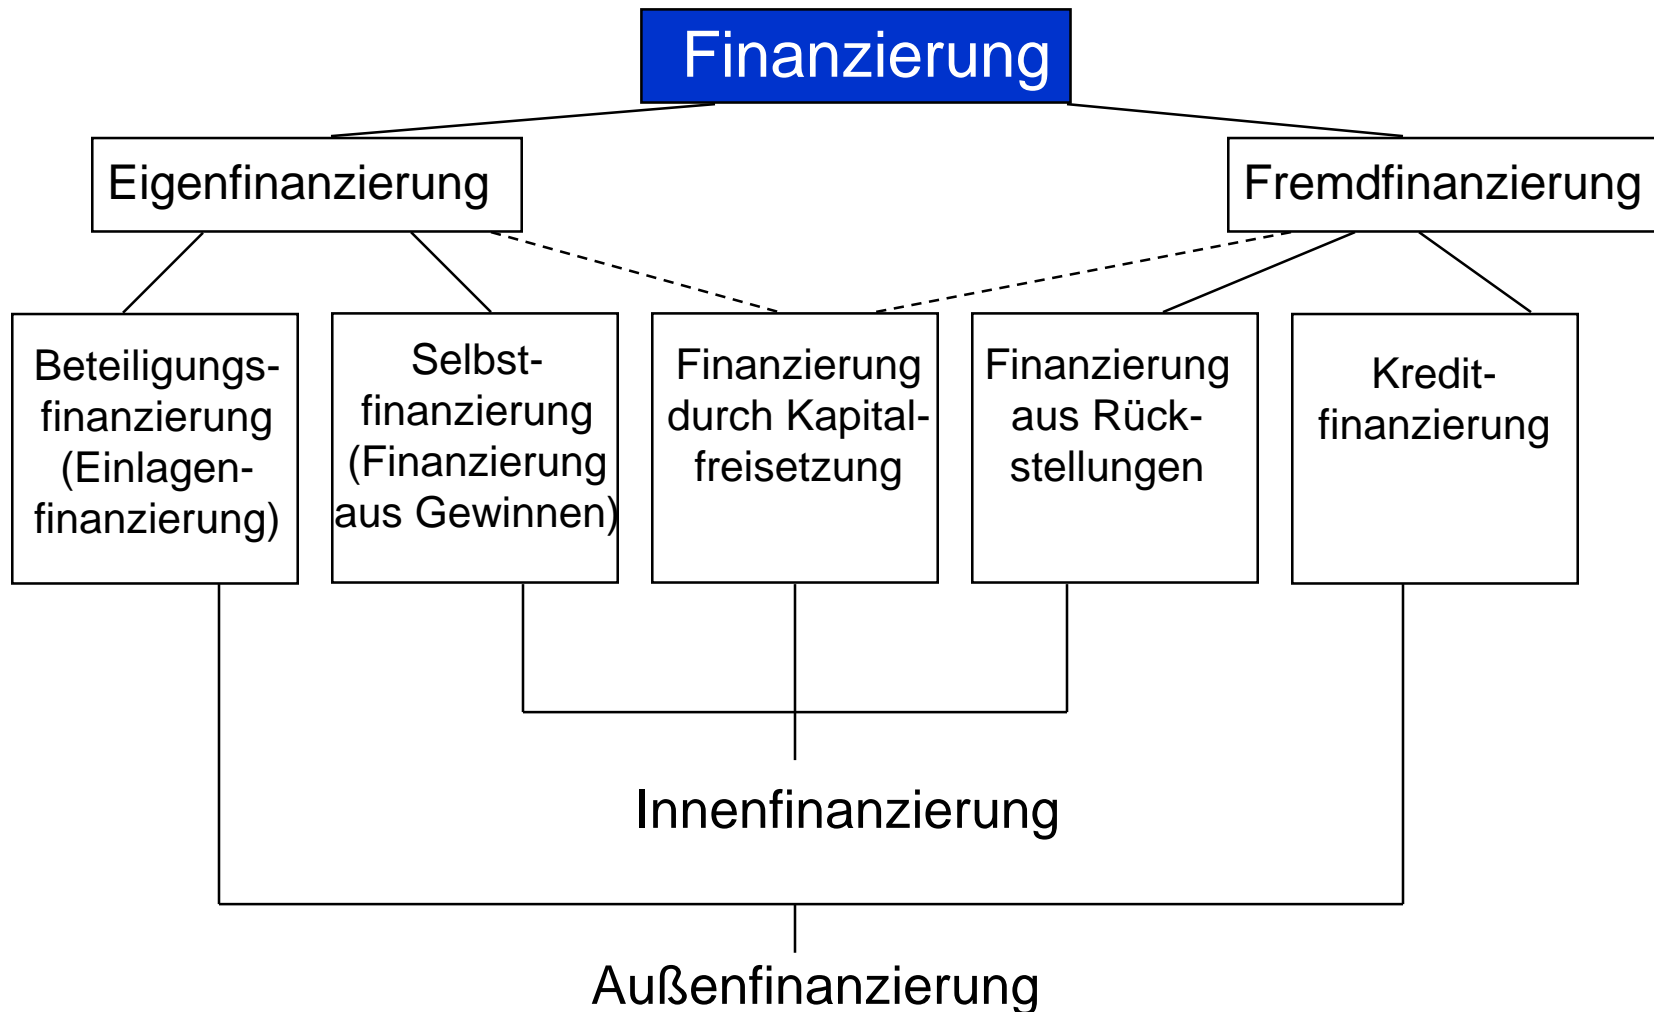 Finanzierung
Eigenfinanzierung
Fremdfinanzierung
Beteiligungs-
finanzierung
(Einlagen-
finanzierung)
Selbst-
finanzierung
(Finanzierung
aus Gewinnen)
Finanzierung
durch Kapital-
freisetzung
Finanzierung
aus Rück-
stellungen
Kredit-
finanzierung
Innenfinanzierung
Außenfinanzierung